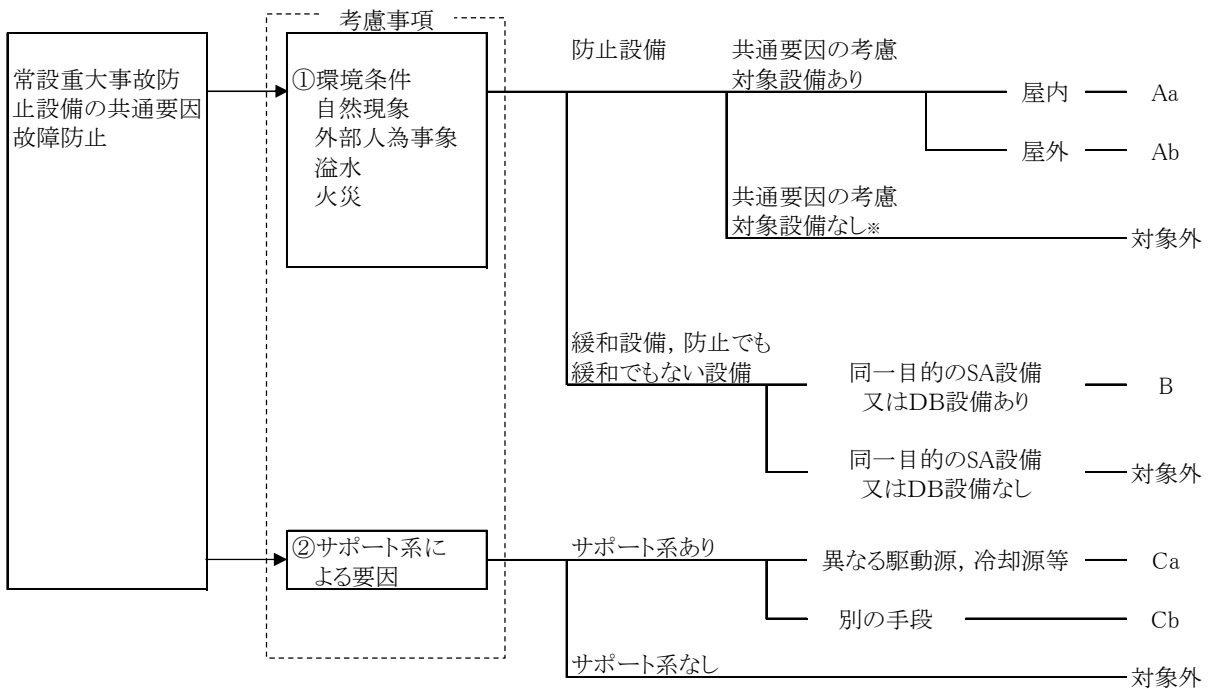 考慮事項
常設重大事故防
止設備の共通要因
故障防止
①環境条件
自然現象
外部人為事象
溢水
火災
防止設備
共通要因の考慮
対象設備あり
屋内
Aa
屋外
Ab
共通要因の考慮
対象設備なし※
対象外
緩和設備，防止でも
緩和でもない設備
同一目的のSA設備
又はDB設備あり
B
同一目的のSA設備
又はDB設備なし
対象外
②サポート系に
よる要因
サポート系あり
異なる駆動源，冷却源等
Ca
別の手段
Cb
サポート系なし
対象外